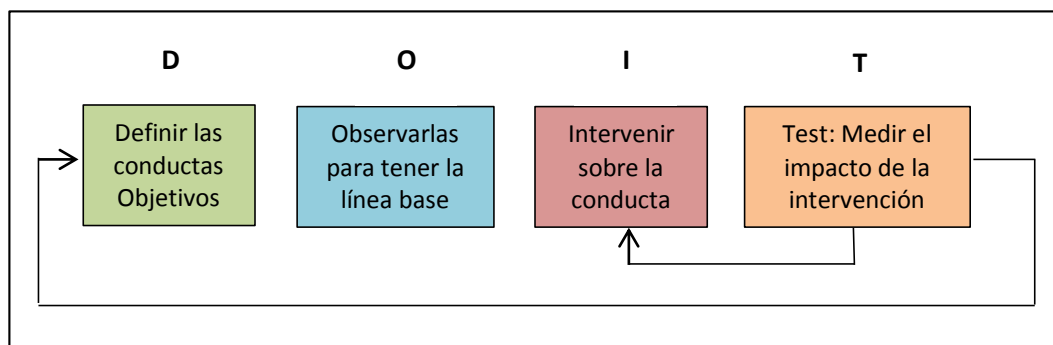 D
O
I
T
Definir las
conductas
Objetivos
Observarlas
para tener la
línea base
Intervenir
sobre la
conducta
Test: Medir el
impacto de la
intervención